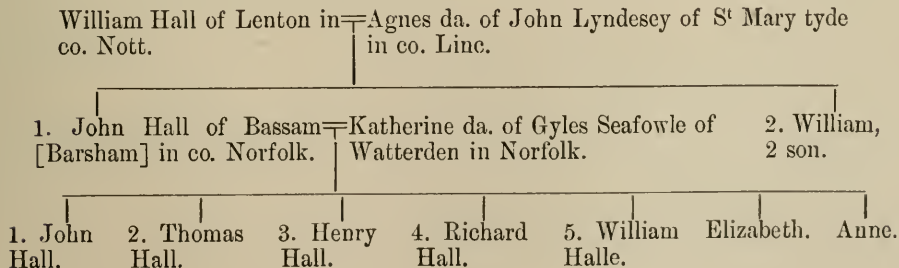 William Hall of Lenton in=Agnes da. of John Lyndesey of Sᵗ Mary tyde
co. Nott. in co. Linc.
1. John Hall of Bassam=Katherine da. of Gyles Seafowle of 2. William,
[Barsham] in co. Norfolk. Watterden in Norfolk. 2 son.
1. John 2. Thomas 3. Henry 4. Richard 5. William Elizabeth. Anne.
Hall. Hall. Hall. Hall. Halle.